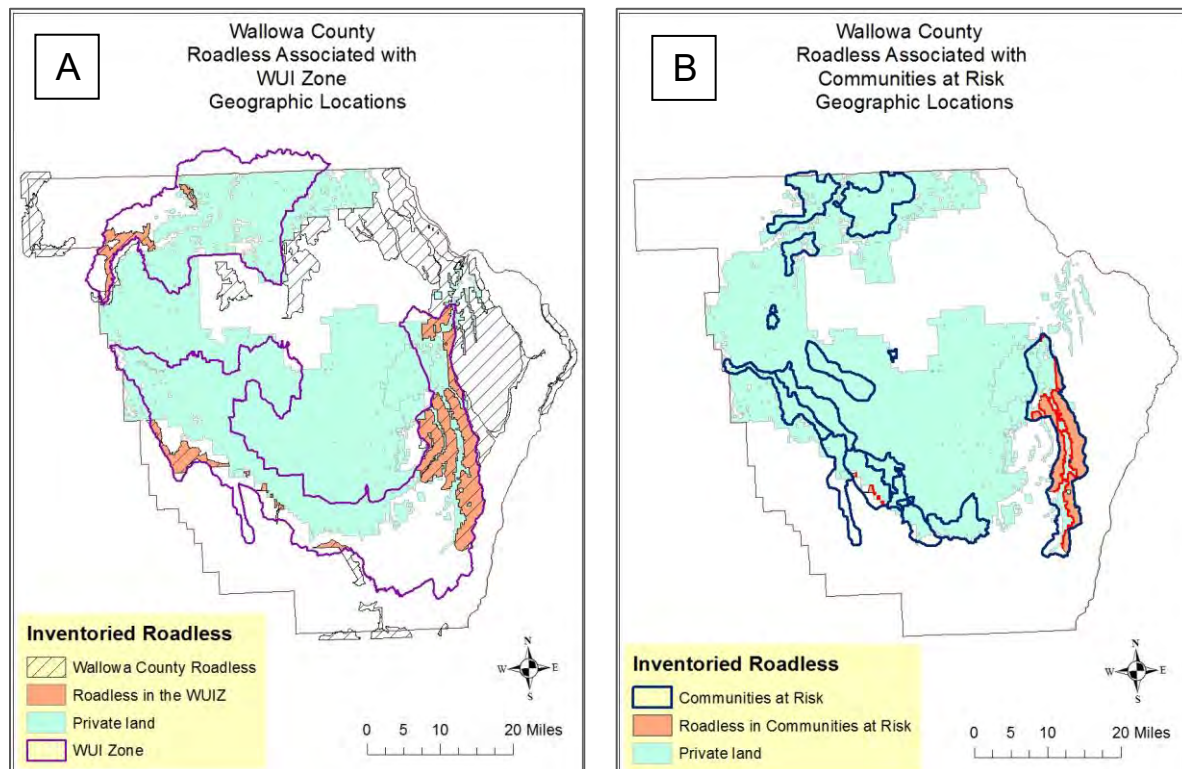 A
Wallowa County
Roadless Associated with
WUI Zone
Geographic Locations
Inventoried Roadless
Wallowa County Roadless
Roadless in the WUIZ
Private land
WUI Zone
N
W E
S
0 5 10 20 Miles
B
Wallowa County
Roadless Associated with
Communities at Risk
Geographic Locations
Inventoried Roadless
Communities at Risk
Roadless in Communities at Risk
Private land
N
W E
S
0 5 10 20 Miles